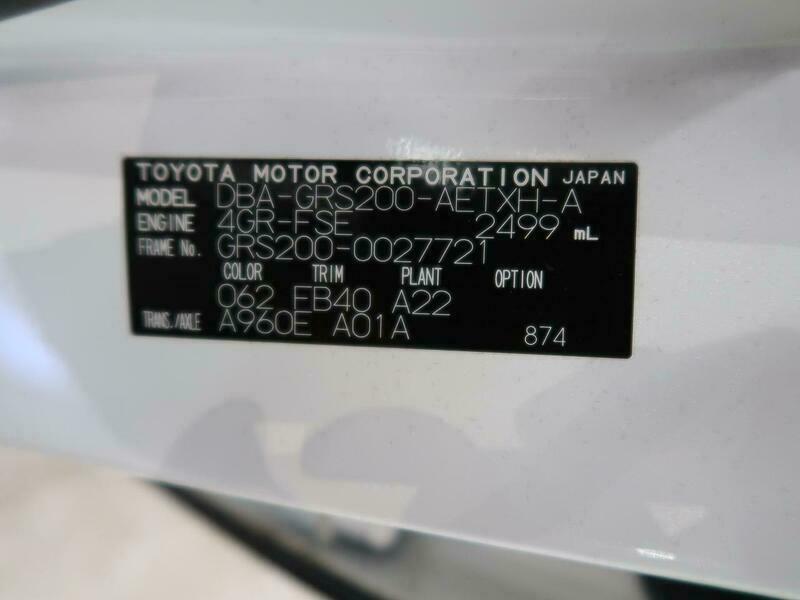 TOYOTA MOTOR CORPORATION JAPAN
MODEL DBA-GRS200-AETXH-A
ENGINE 4GR-FSE 2499 mL
FRAME No. GRS200-0027721
COLOR TRIM PLANT OPTION
062 FB40 A22
TRANS./AXLE A960E A01A 874